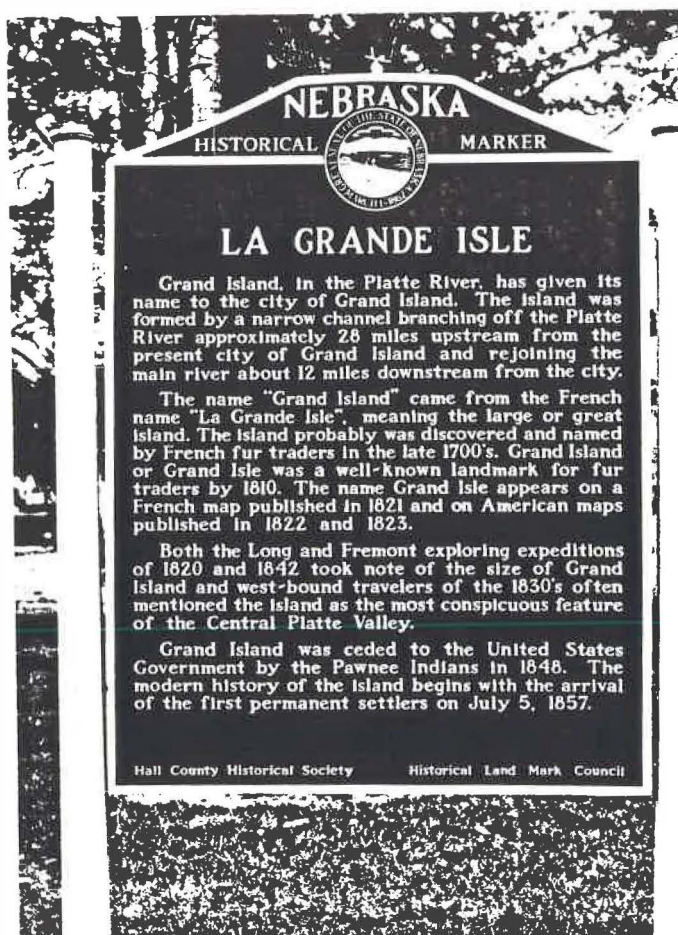 NEBRASKA
HISTORICAL MARKER
GREAT SEAL OF THE STATE OF NEBRASKA
MARCH 1ST 1867
LA GRANDE ISLE
Grand Island, in the Platte River, has given its
name to the city of Grand Island. The island was
formed by a narrow channel branching off the Platte
River approximately 28 miles upstream from the
present city of Grand Island and rejoining the
main river about 12 miles downstream from the city.
The name "Grand Island" came from the French
name "La Grande Isle", meaning the large or great
island. The island probably was discovered and named
by French fur traders in the late 1700's. Grand Island
or Grand Isle was a well-known landmark for fur
traders by 1810. The name Grand Isle appears on a
French map published in 1821 and on American maps
published in 1822 and 1823.
Both the Long and Fremont exploring expeditions
of 1820 and 1842 took note of the size of Grand
Island and west-bound travelers of the 1830's often
mentioned the island as the most conspicuous feature
of the Central Platte Valley.
Grand Island was ceded to the United States
Government by the Pawnee Indians in 1848. The
modern history of the island begins with the arrival
of the first permanent settlers on July 5, 1857.
Hall County Historical Society Historical Land Mark Council